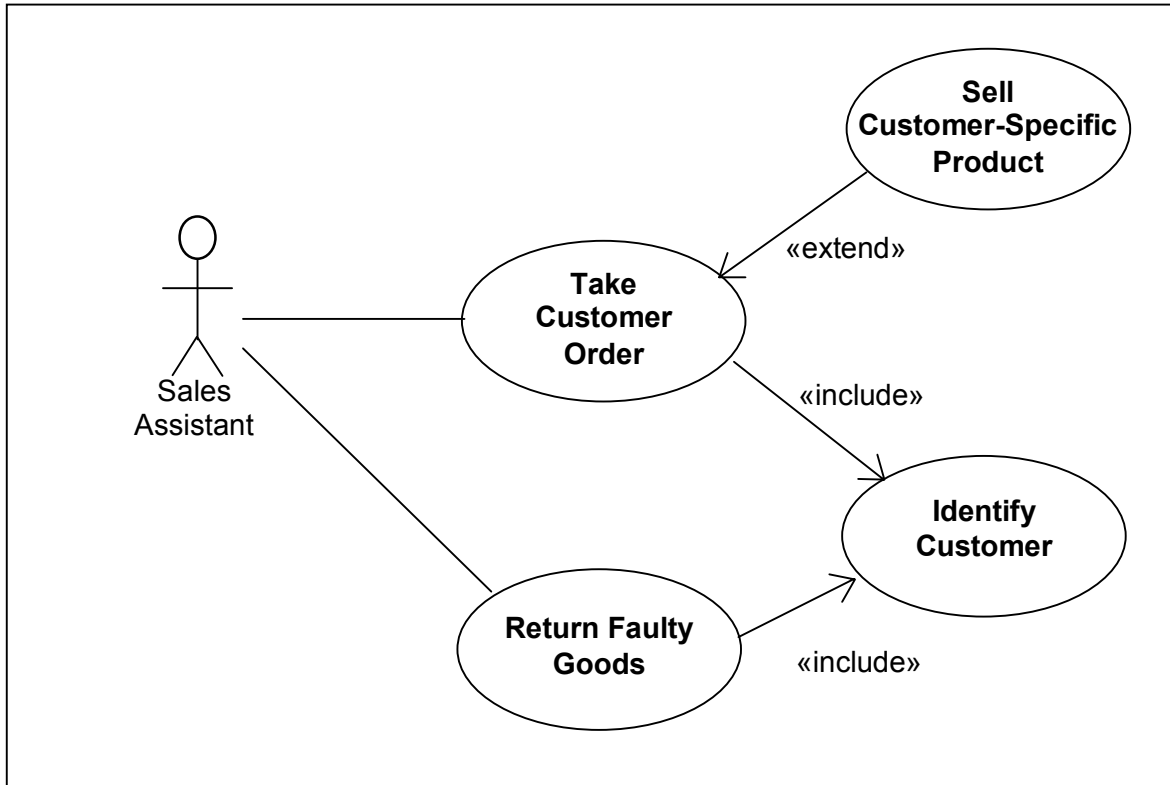 Sell
Customer-Specific
Product
«extend»
Take
Customer
Order
Sales
Assistant
«include»
Identify
Customer
Return Faulty
Goods
«include»